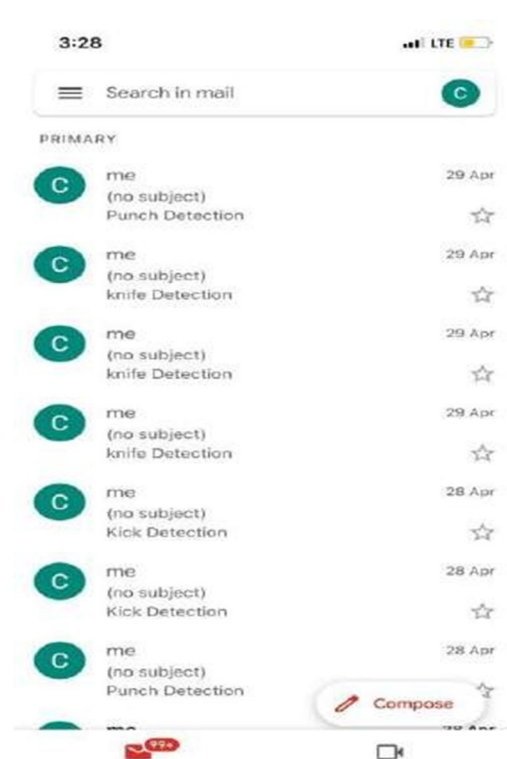 3:28
LTE
Search in mail
C
PRIMARY
C
me
29 Apr
(no subject)
Punch Detection
C
me
29 Apr
(no subject)
knife Detection
C
me
29 Apr
(no subject)
knife Detection
C
me
29 Apr
(no subject)
knife Detection
C
me
28 Apr
(no subject)
Kick Detection
C
me
28 Apr
(no subject)
Kick Detection
C
me
28 Apr
(no subject)
Punch Detection
Compose
me
28 Apr
99+